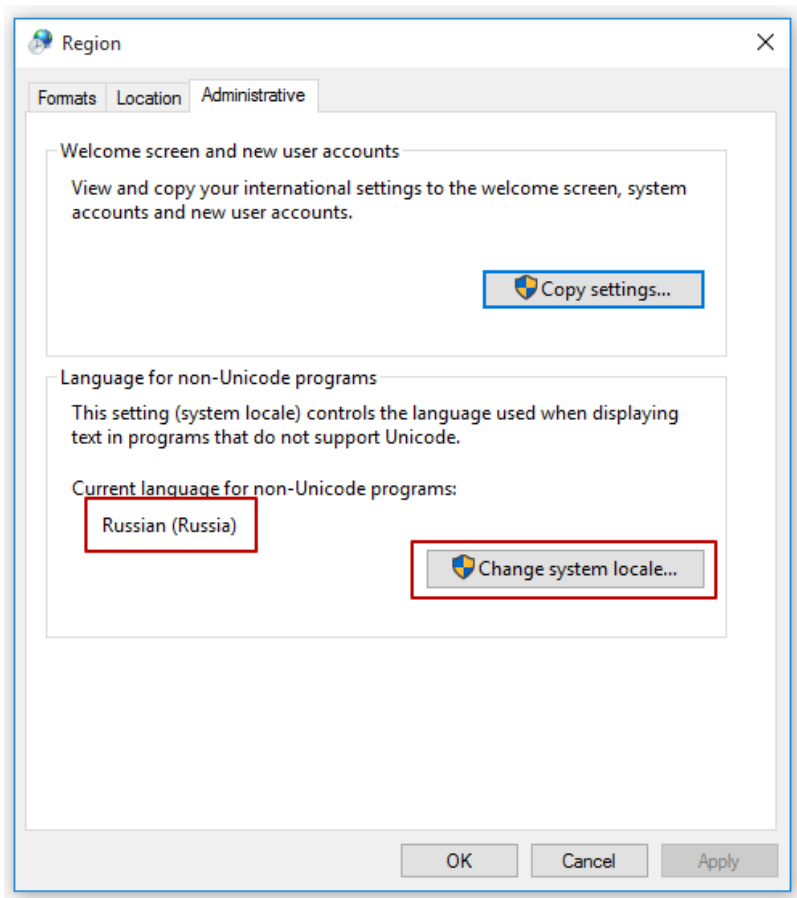 Region
Formats
Location
Administrative
Welcome screen and new user accounts
View and copy your international settings to the welcome screen, system
accounts and new user accounts.
Copy settings...
Language for non-Unicode programs
This setting (system locale) controls the language used when displaying
text in programs that do not support Unicode.
Current language for non-Unicode programs:
Russian (Russia)
Change system locale...
OK
Cancel
Apply